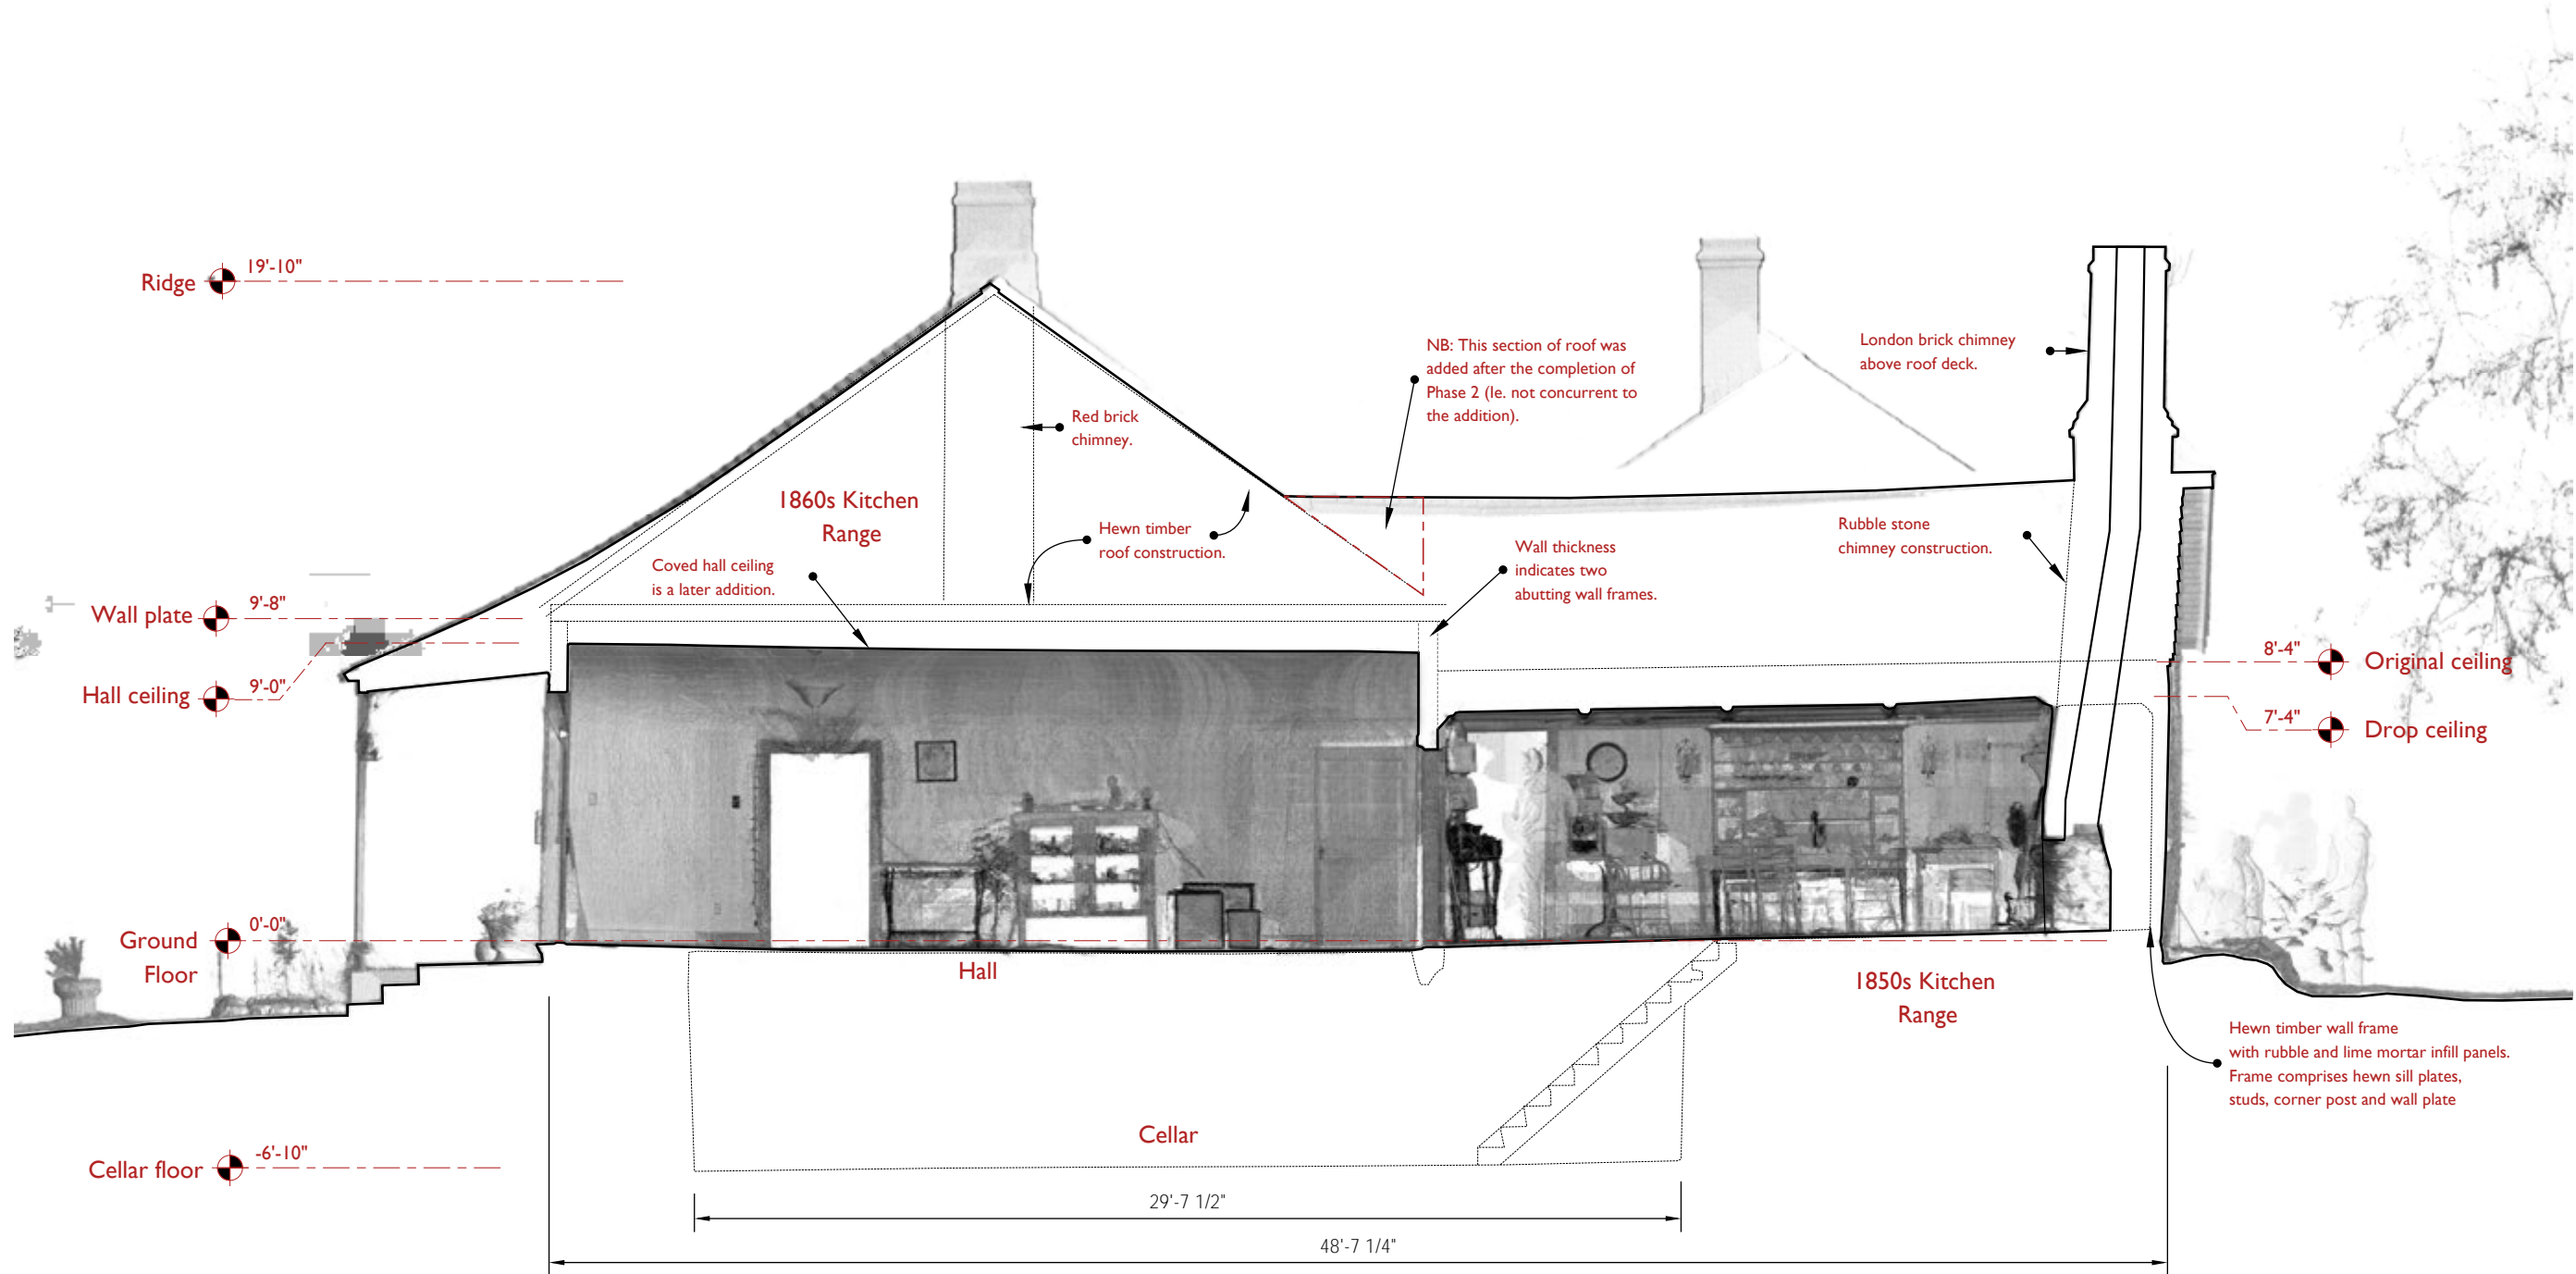 19'-10"
Ridge
NB: This section of roof was
added after the completion of
Phase 2 (Ie. not concurrent to
the addition).
London brick chimney
above roof deck.
Red brick
chimney.
1860s Kitchen
Range
Hewn timber
roof construction.
Rubble stone
chimney construction.
Wall thickness
indicates two
abutting wall frames.
Coved hall ceiling
is a later addition.
9'-8"
Wall plate
9'-0"
Hall ceiling
8'-4"
Original ceiling
7'-4"
Drop ceiling
0'-0"
Ground
Floor
Hall
1850s Kitchen
Range
Hewn timber wall frame
with rubble and lime mortar infill panels.
Frame comprises hewn sill plates,
studs, corner post and wall plate
Cellar
-6'-10"
Cellar floor
29'-7 1/2"
48'-7 1/4"